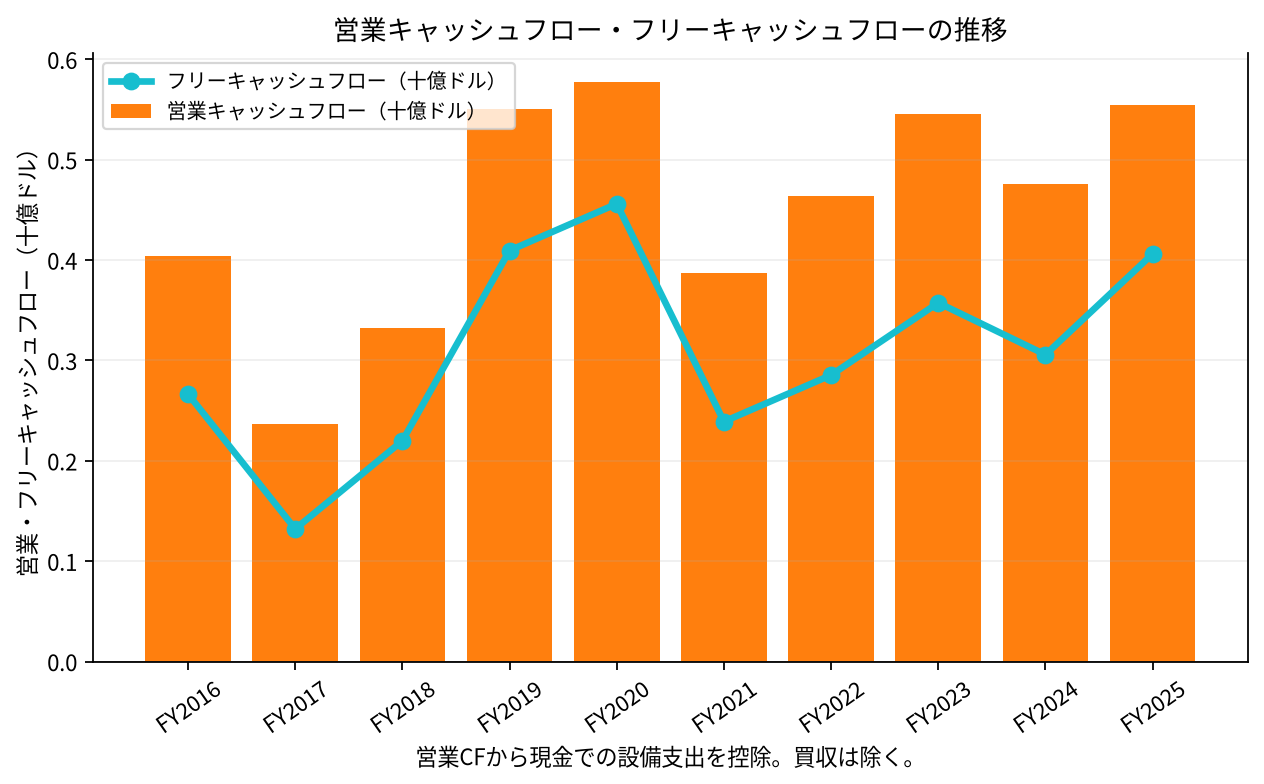 営業キャッシュフロー・フリーキャッシュフローの推移
フリーキャッシュフロー（十億ドル）
営業キャッシュフロー（十億ドル）
営業・フリーキャッシュフロー（十億ドル）
0.6
0.5
0.4
0.3
0.2
0.1
0.0
FY2016
FY2017
FY2018
FY2019
FY2020
FY2021
FY2022
FY2023
FY2024
FY2025
営業CFから現金での設備支出を控除。買収は除く。